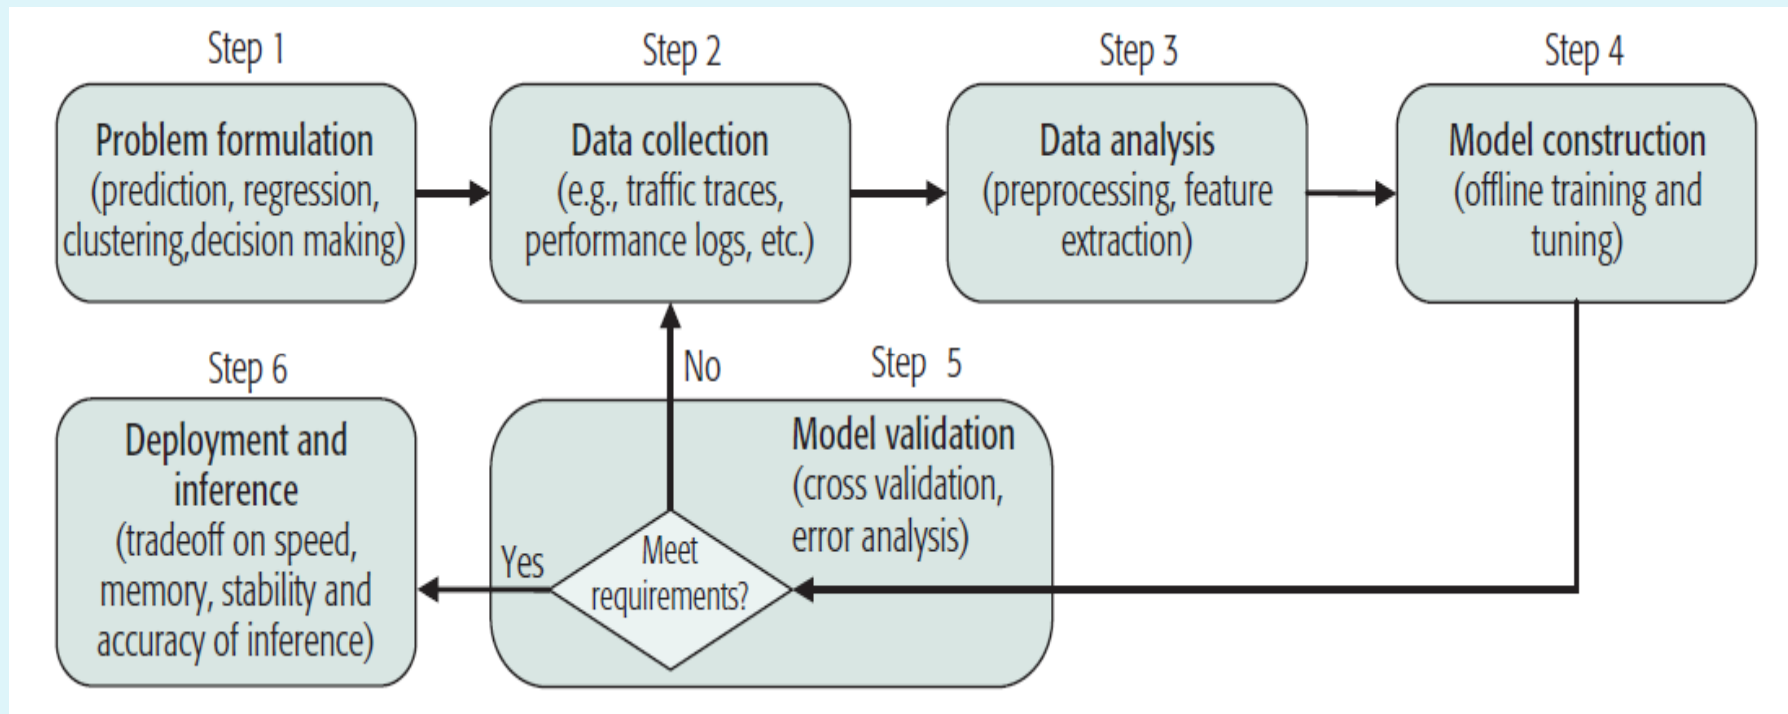 Step 1
Problem formulation
(prediction, regression,
clustering,decision making)
Step 2
Data collection
(e.g., traffic traces,
performance logs, etc.)
Step 3
Data analysis
(preprocessing, feature
extraction)
Step 4
Model construction
(offline training and
tuning)
Step 5
Model validation
(cross validation,
error analysis)
Meet
requirements?
No
Yes
Step 6
Deployment and
inference
(tradeoff on speed,
memory, stability and
accuracy of inference)